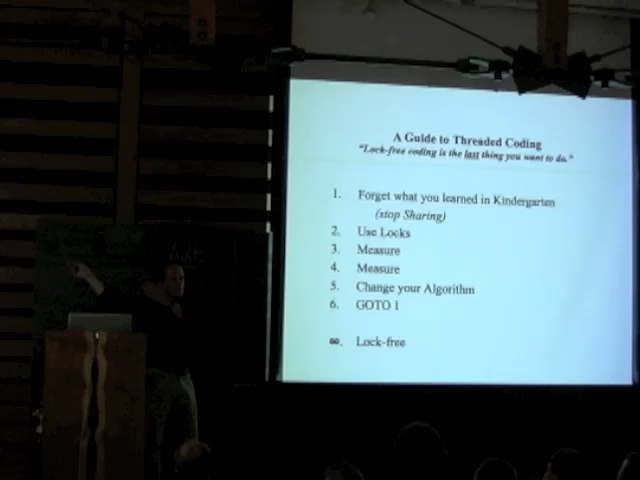 A Guide to Threaded Coding
"Lock-free coding is the last thing you want to do."
1. Forget what you learned in Kindergarten
(stop Sharing)
2. Use Locks
3. Measure
4. Measure
5. Change your Algorithm
6. GOTO 1
∞. Lock-free